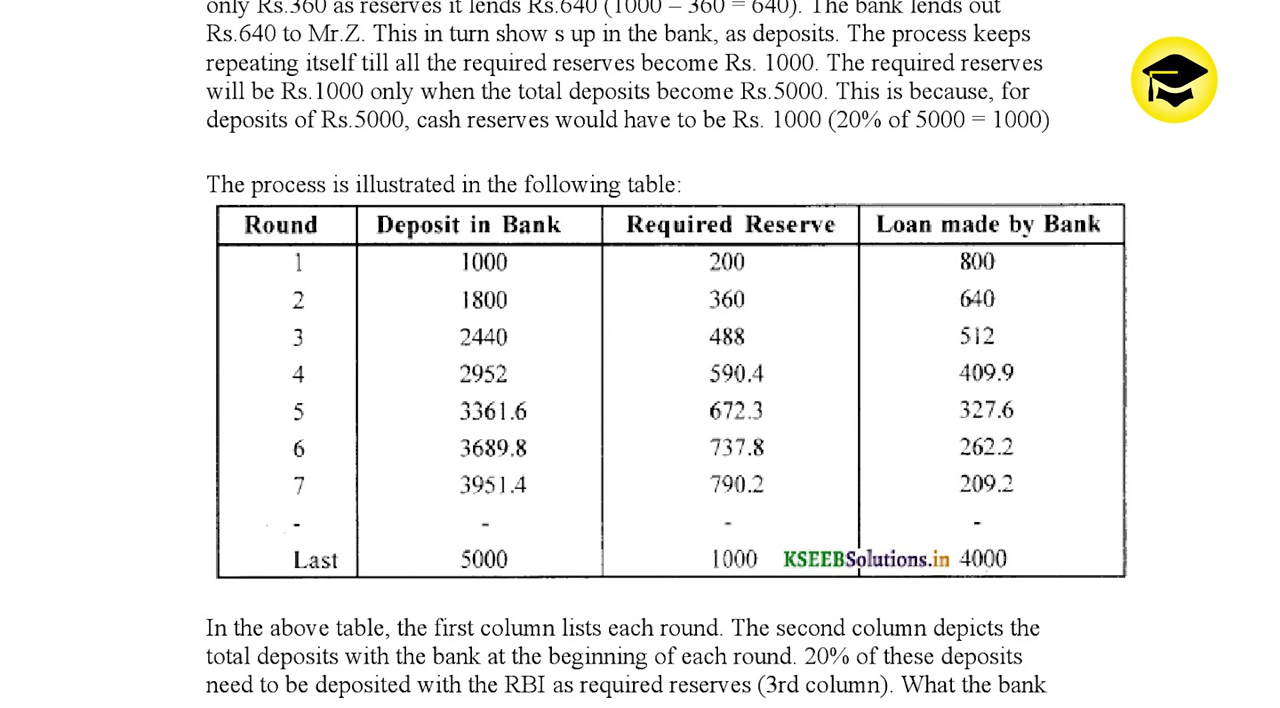 only Rs.360 as reserves it lends Rs.640 (1000 – 360 = 640). The bank lends out
Rs.640 to Mr.Z. This in turn show s up in the bank, as deposits. The process keeps
repeating itself till all the required reserves become Rs. 1000. The required reserves
will be Rs.1000 only when the total deposits become Rs.5000. This is because, for
deposits of Rs.5000, cash reserves would have to be Rs. 1000 (20% of 5000 = 1000)
The process is illustrated in the following table:
Round Deposit in Bank Required Reserve Loan made by Bank
1 1000 200 800
2 1800 360 640
3 2440 488 512
4 2952 590.4 409.9
5 3361.6 672.3 327.6
6 3689.8 737.8 262.2
7 3951.4 790.2 209.2
- - - -
Last 5000 1000 KSEEBSolutions.in 4000
In the above table, the first column lists each round. The second column depicts the
total deposits with the bank at the beginning of each round. 20% of these deposits
need to be deposited with the RBI as required reserves (3rd column). What the bank